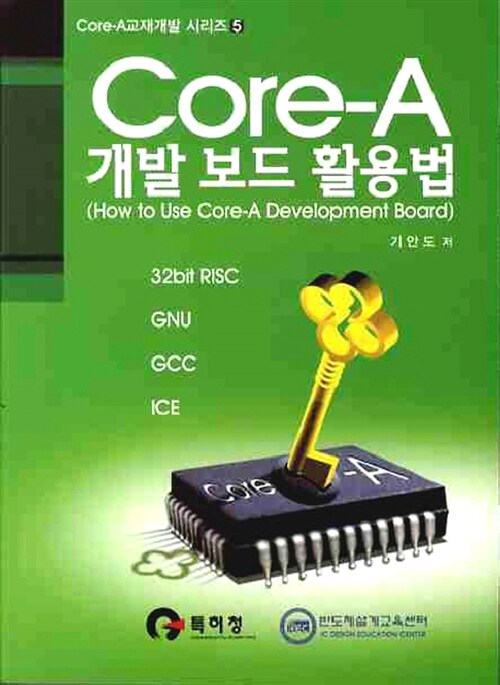 Core-A교재개발 시리즈 5
Core-A
개발 보드 활용법
(How to Use Core-A Development Board)
기안도 저
32bit RISC
GNU
GCC
ICE
Core -A
특허청
반도체설계교육센터
IC DESIGN EDUCATION CENTER